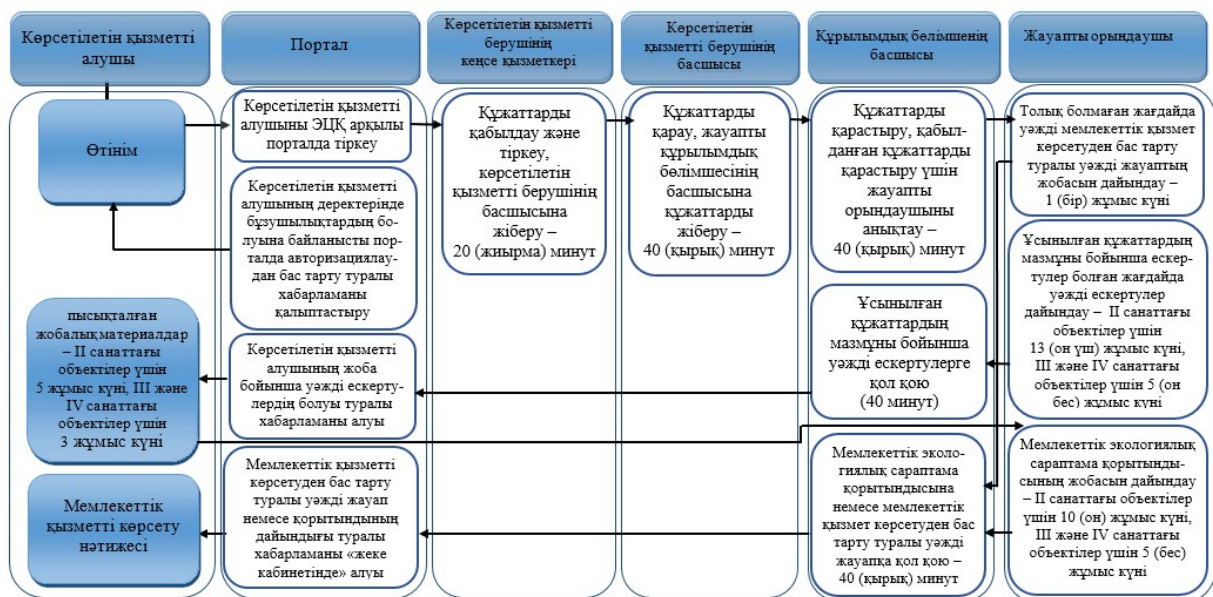 Көрсетілетін қызметті
алушы
Портал
Көрсетілетін қызметті
берушінің
кеңсе қызметкері
Көрсетілетін
қызметті берушінің
басшысы
Құрылымдық бөлімшенің
басшысы
Жауапты орындаушы
Өтінім
пысықталған
жобалық материалдар
– II санаттағы
объектілер үшін
5 жұмыс күні, III және
IV санаттағы
объектілер үшін
3 жұмыс күні
Мемлекеттік
қызметті көрсету
нәтижесі
Көрсетілетін қызметті
алушыны ЭЦҚ арқылы
порталда тіркеу
Көрсетілетін қызметті
алушының деректерінде
бұзушылықтардың бо-
луына байланысты пор-
талда авторизациялау-
дан бас тарту туралы
хабарламаны
қалыптастыру
Көрсетілетін қызметті
алушының жоба
бойынша уәжді ескерту-
лердің болуы туралы
хабарламаны алуы
Мемлекеттік қызметті
көрсетуден бас тарту
туралы уәжді жауап
немесе қорытындының
дайындығы туралы
хабарламаны «жеке
кабинетінде» алуы
Құжаттарды
қабылдау және
тіркеу,
көрсетілетін
қызметті берушінің
басшысына
жіберу –
20 (жиырма) минут
Құжаттарды
қарау, жауапты
құрылымдық
бөлімшесінің
басшысына
құжаттарды
жіберу –
40 (қырық) минут
Құжаттарды
қарастыру, қабыл-
данған құжаттарды
қарастыру үшін
жауапты
орындаушыны
анықтау –
40 (қырық) минут
Ұсынылған
құжаттардың
мазмұны бойынша
уәжді ескертулерге
қол қою
(40 минут)
Мемлекеттік эколо-
гиялық сараптама
қорытындысына
немесе мемлекеттік
қызмет көрсетуден бас
тарту туралы уәжді
жауапқа қол қою –
40 (қырық) минут
Толық болмаған жағдайда
уәжді мемлекеттік қызмет
көрсетуден бас тарту
туралы уәжді жауаптың
жобасын дайындау –
1 (бір) жұмыс күні
Ұсынылған құжаттардың
мазмұны бойынша ескер-
тулер болған жағдайда
уәжді ескертулер
дайындау – II санаттағы
объектілер үшін
13 (он үш) жұмыс күні,
III және IV санаттағы
объектілер үшін 5 (он
бес) жұмыс күні
Мемлекеттік экологиялық
сараптама қорытынды-
сының жобасын дайындау
– II санаттағы объектілер
үшін 10 (он) жұмыс күні,
III және IV санаттағы
объектілер үшін 5 (бес)
жұмыс күні